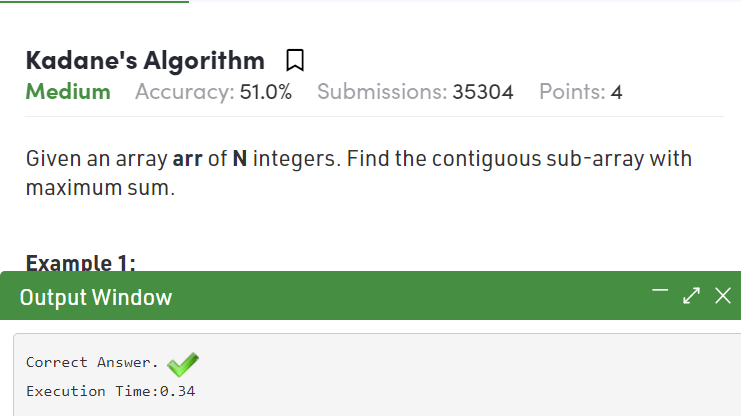 Kadane's Algorithm
Medium Accuracy: 51.0% Submissions: 35304 Points: 4
Given an array arr of N integers. Find the contiguous sub-array with
maximum sum.
Example 1:
Output Window
Correct Answer.
Execution Time:0.34